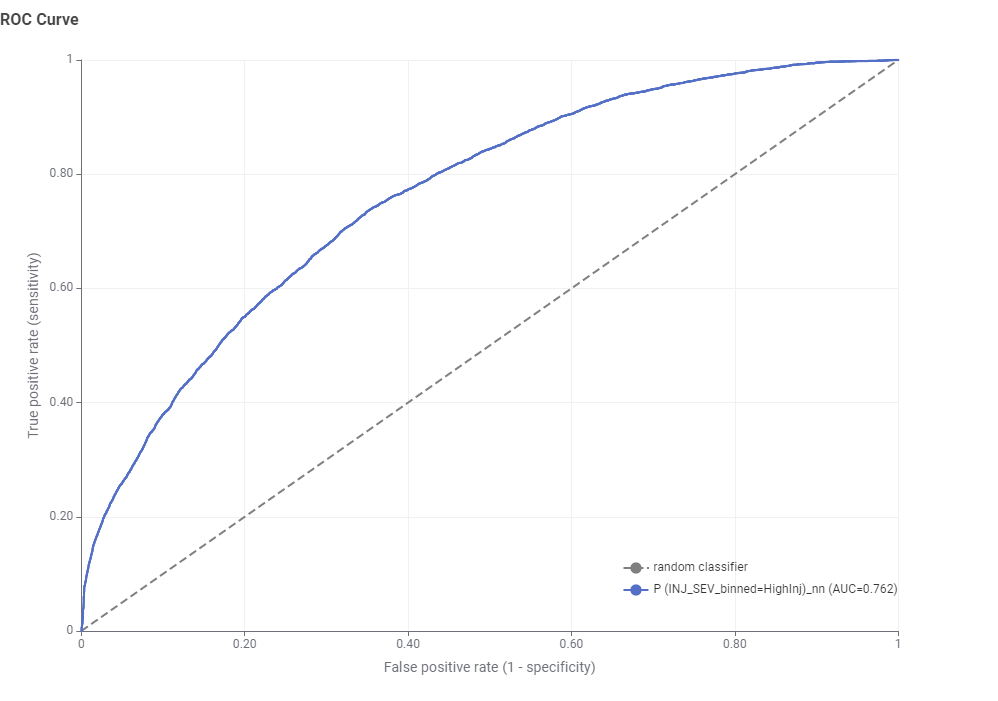 ROC Curve
1
0.80
0.60
0.40
0.20
0
True positive rate (sensitivity)
random classifier
P (INJ_SEV_binned=HighInj)_nn (AUC=0.762)
0
0.20
0.40
0.60
0.80
1
False positive rate (1 - specificity)